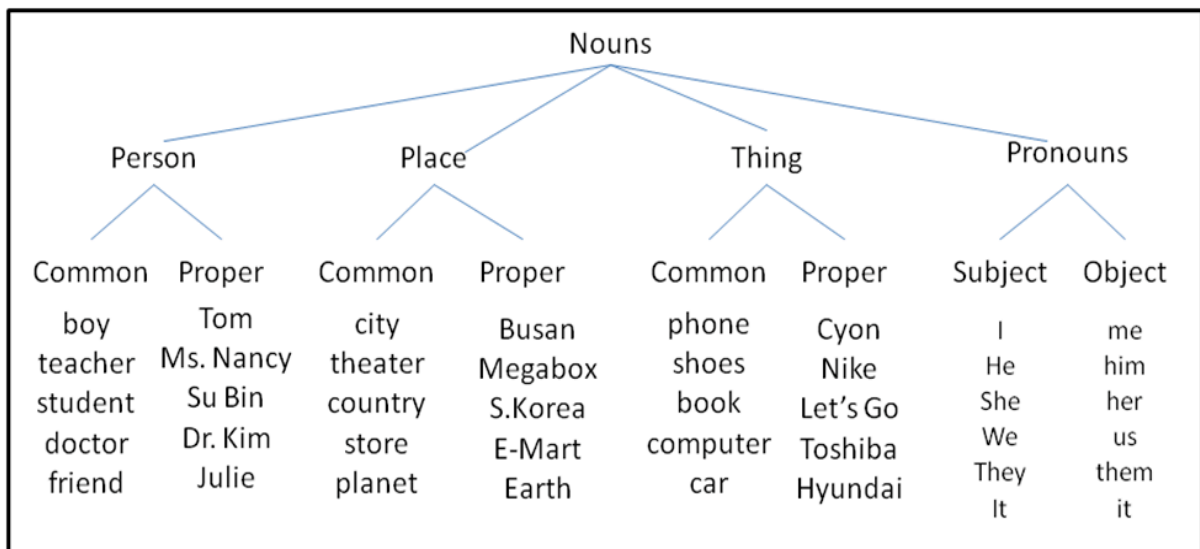 Nouns
Person Place Thing Pronouns
Common Proper Common Proper Common Proper Subject Object
boy Tom city Busan phone Cyon I me
teacher Ms. Nancy theater Megabox shoes Nike He him
student Su Bin country S.Korea book Let's Go She her
doctor Dr. Kim store E-Mart computer Toshiba We us
friend Julie planet Earth car Hyundai They them
It it